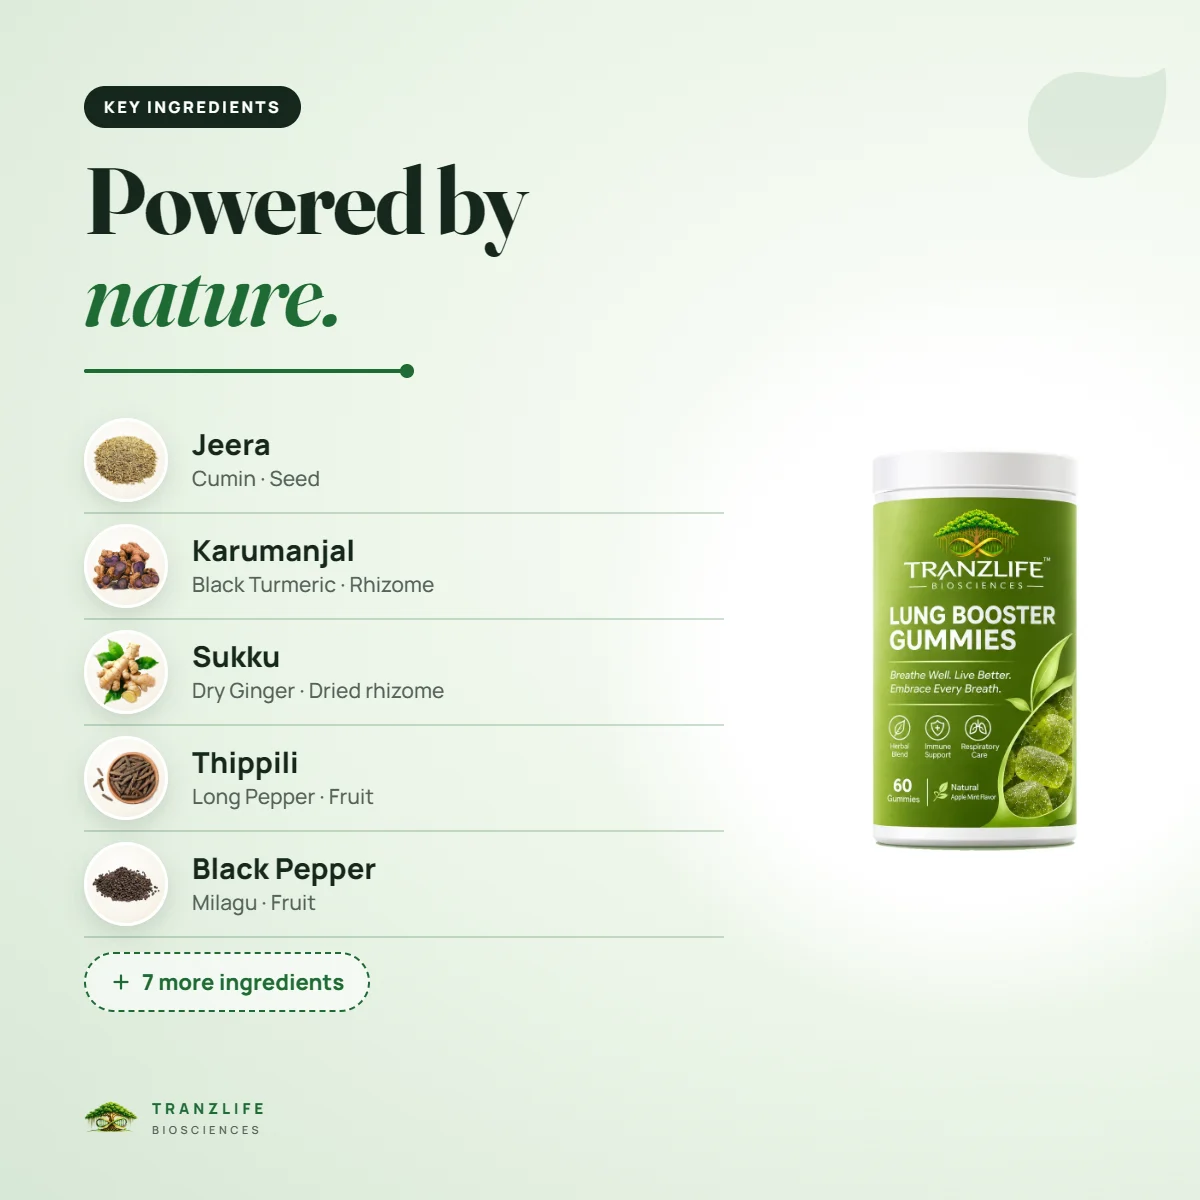 KEY INGREDIENTS
Powered by
nature.
Jeera
Cumin · Seed
Karumanjal
Black Turmeric · Rhizome
Sukku
Dry Ginger · Dried rhizome
Thippili
Long Pepper · Fruit
Black Pepper
Milagu · Fruit
+ 7 more ingredients
TRANZLIFE
BIOSCIENCES
TRANZLIFE™
BIOSCIENCES
LUNG BOOSTER
GUMMIES
Breathe Well. Live Better.
Embrace Every Breath.
Herbal
Blend
Immune
Support
Respiratory
Care
60
Gummies
Natural
Apple Mint Flavor